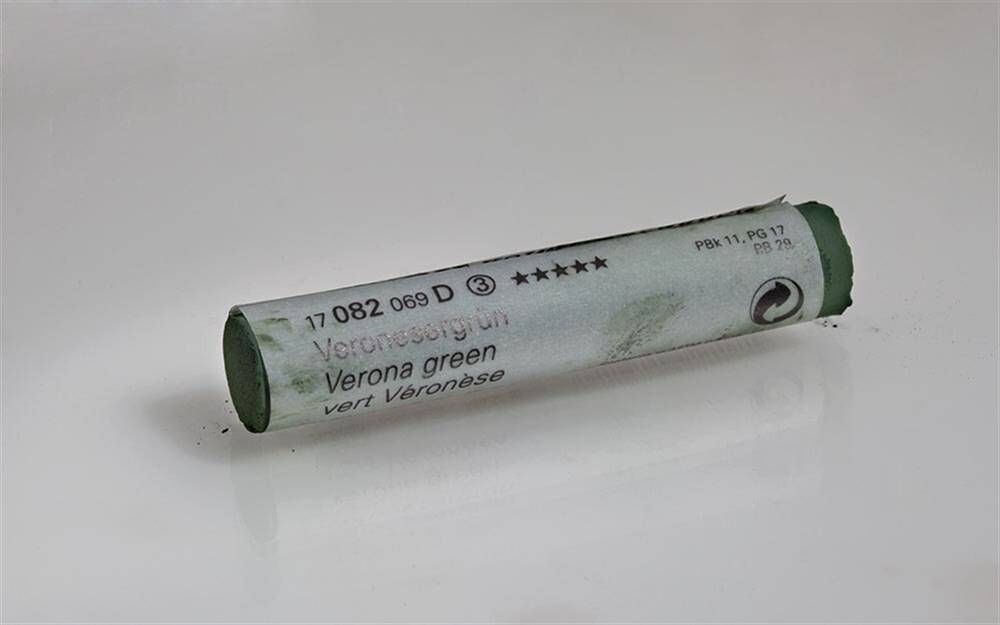 17 082 069 D ③ ★★★★★
Veronesergrün
Verona green
vert Véronèse
PBk 11, PG 17
PB 29